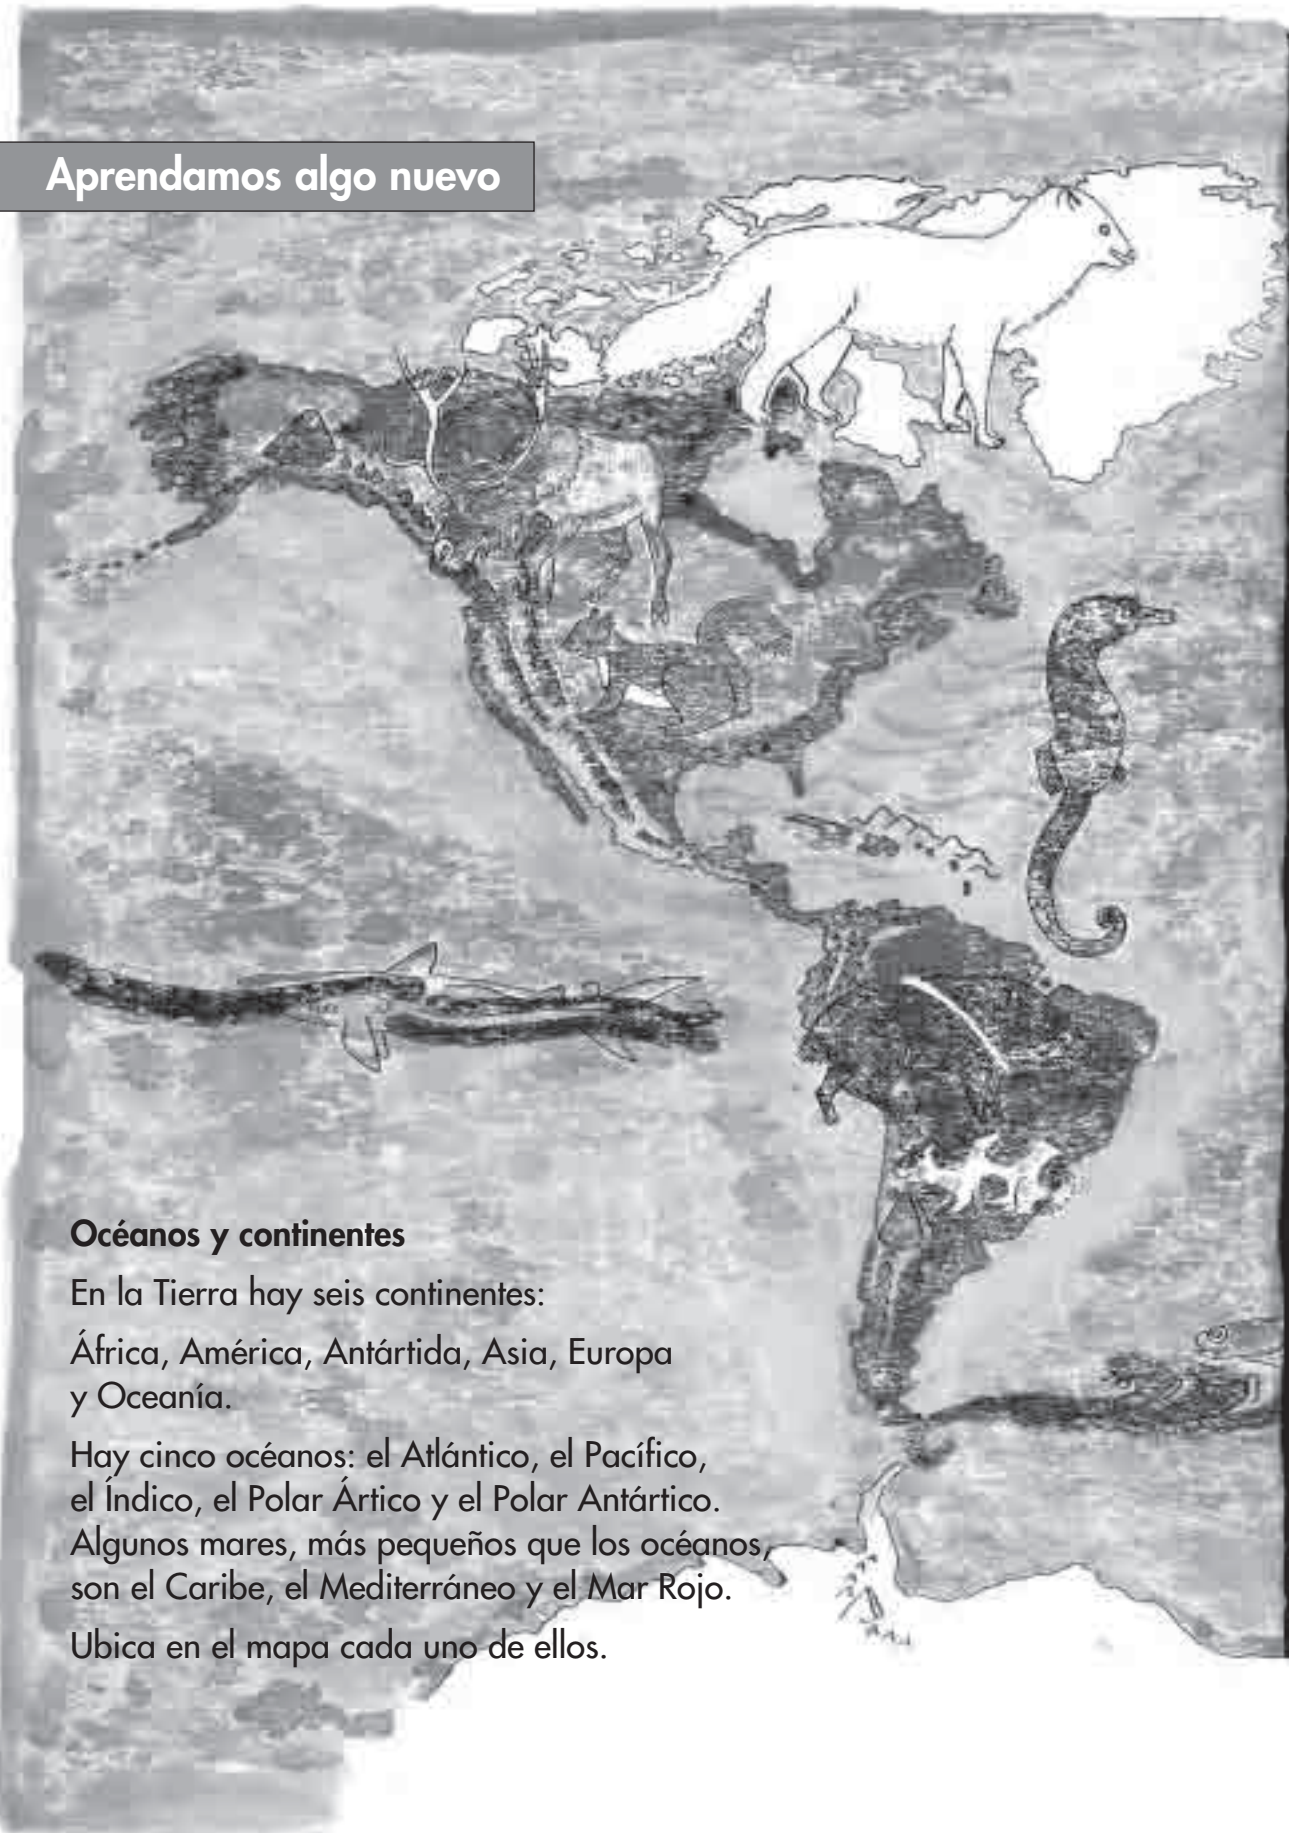 Aprendamos algo nuevo
Océanos y continentes
En la Tierra hay seis continentes:
África, América, Antártida, Asia, Europa
y Oceanía.
Hay cinco océanos: el Atlántico, el Pacífico,
el Índico, el Polar Ártico y el Polar Antártico.
Algunos mares, más pequeños que los océanos,
son el Caribe, el Mediterráneo y el Mar Rojo.
Ubica en el mapa cada uno de ellos.